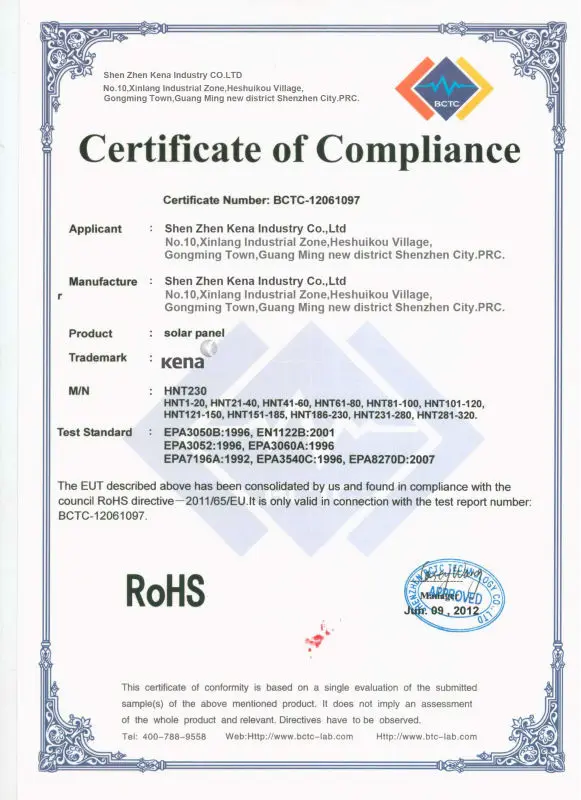 Shen Zhen Kena Industry CO.LTD
No.10,Xinlang Industrial Zone,Heshuikou Village,
Gongming Town,Guang Ming new district Shenzhen City.PRC.
BCTC
Certificate of Compliance
Certificate Number: BCTC-12061097
Applicant : Shen Zhen Kena Industry Co.,Ltd
No.10,Xinlang Industrial Zone,Heshuikou Village,
Gongming Town,Guang Ming new district Shenzhen City.PRC.
Manufacture : Shen Zhen Kena Industry Co.,Ltd
r No.10,Xinlang Industrial Zone,Heshuikou Village,
Gongming Town,Guang Ming new district Shenzhen City.PRC.
Product : solar panel
Trademark : Kena
M/N : HNT230
HNT1-20, HNT21-40, HNT41-60, HNT61-80, HNT81-100, HNT101-120,
HNT121-150, HNT151-185, HNT186-230, HNT231-280, HNT281-320.
Test Standard : EPA3050B:1996, EN1122B:2001
EPA3052:1996, EPA3060A:1996
EPA7196A:1992, EPA3540C:1996, EPA8270D:2007
The EUT described above has been consolidated by us and found in compliance with the
council RoHS directive—2011/65/EU.It is only valid in connection with the test report number:
BCTC-12061097.
RoHS
SHENZHEN BCTC TECHNOLOGY CO., LTD
APPROVED
Manager
Jun. 09 , 2012
This certificate of conformity is based on a single evaluation of the submitted
sample(s) of the above mentioned product. It does not imply an assessment
of the whole product and relevant. Directives have to be observed.
Tel: 400-788-9558 Web:Http://www.bctc-lab.com Http://www.btc-lab.com